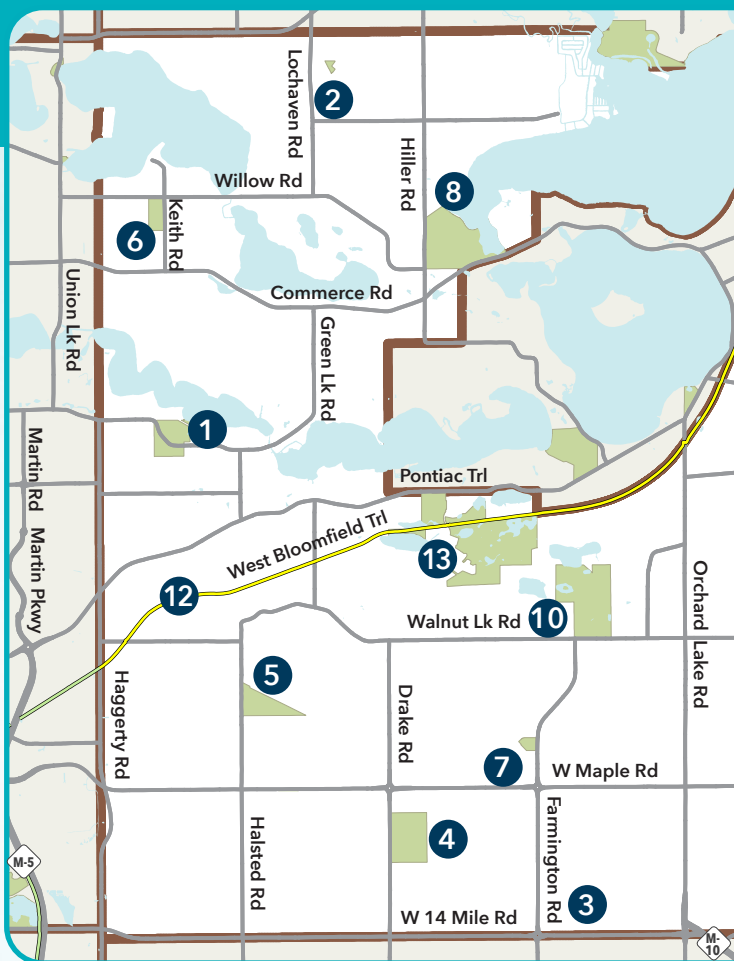 Lochaven Rd
2
Hiller Rd
Willow Rd
8
Keith Rd
6
Union Lk Rd
Commerce Rd
Green Lk Rd
1
Martin Rd
Pontiac Trl
Martin Pkwy
West Bloomfield Trl
13
12
Orchard Lake Rd
Walnut Lk Rd
10
5
Haggerty Rd
Drake Rd
7
W Maple Rd
Halsted Rd
4
Farmington Rd
M-5
3
W 14 Mile Rd
M-
10